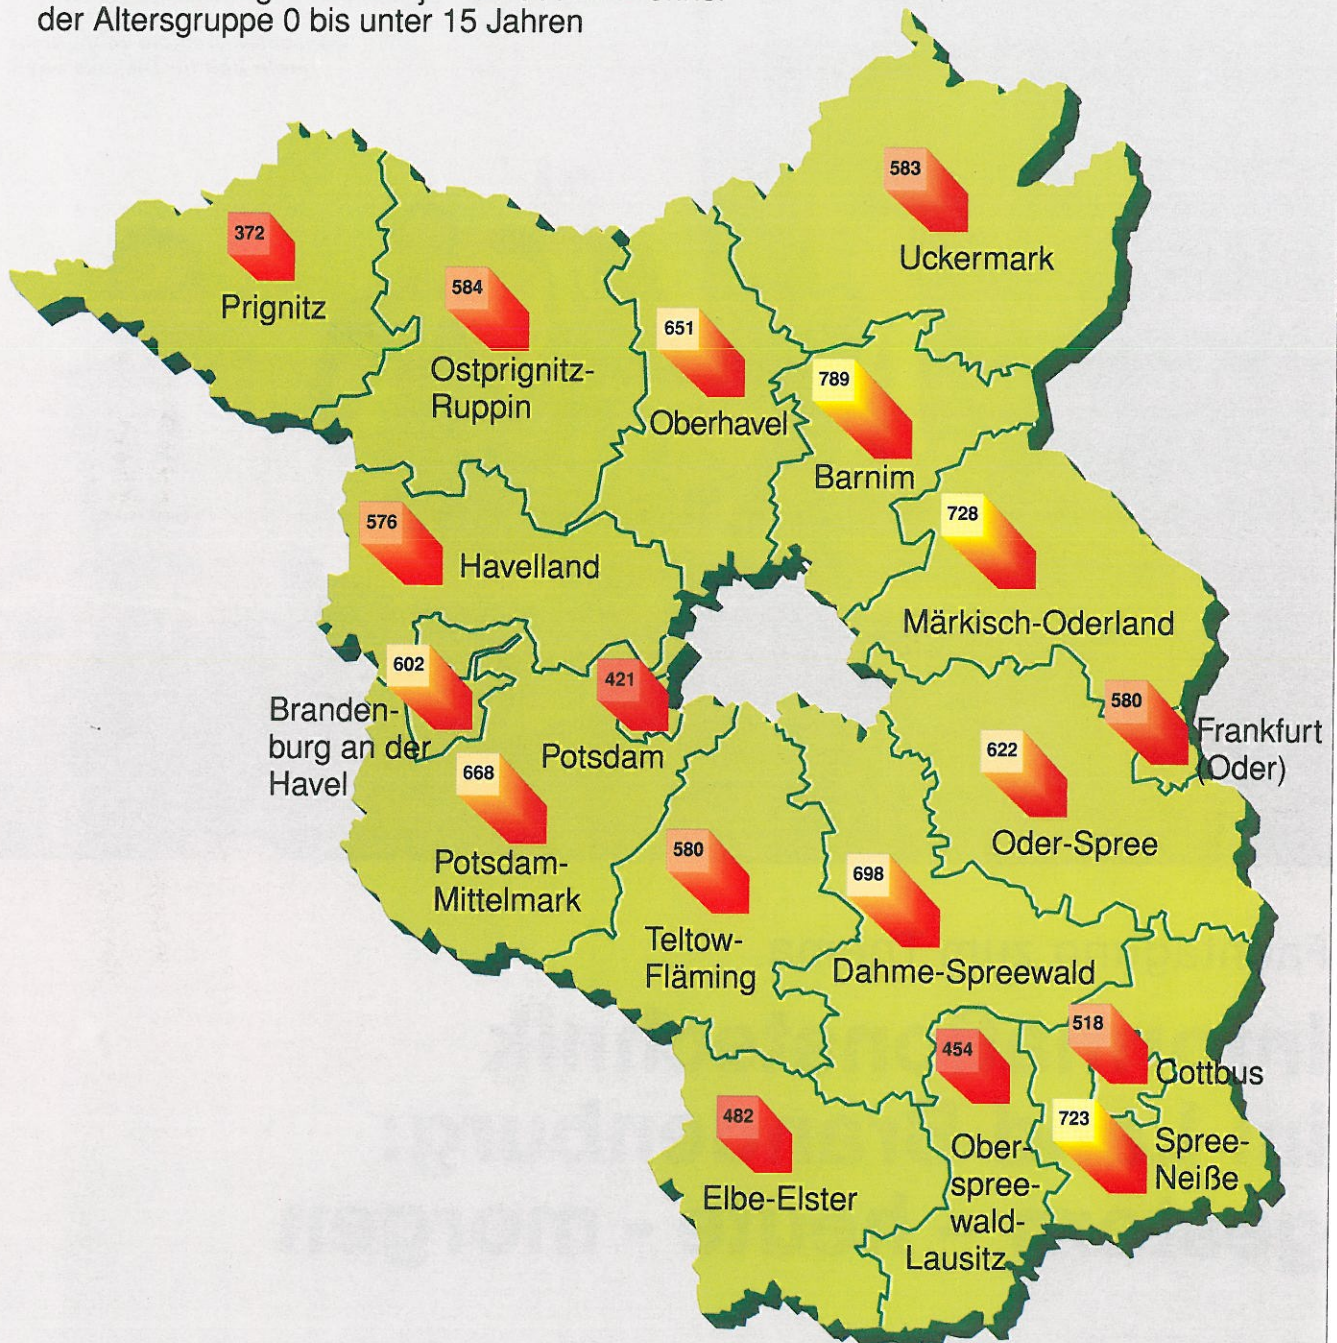 der Altersgruppe 0 bis unter 15 Jahren
583
Uckermark
372
Prignitz
584
Ostprignitz-
Ruppin
651
Oberhavel
789
Barnim
728
Märkisch-Oderland
576
Havelland
602
Branden-
burg an der
Havel
421
Potsdam
580
Frankfurt
(Oder)
622
Oder-Spree
668
Potsdam-
Mittelmark
580
Teltow-
Fläming
698
Dahme-Spreewald
518
Cottbus
454
Ober-
spree-
wald-
Lausitz
723
Spree-
Neiße
482
Elbe-Elster